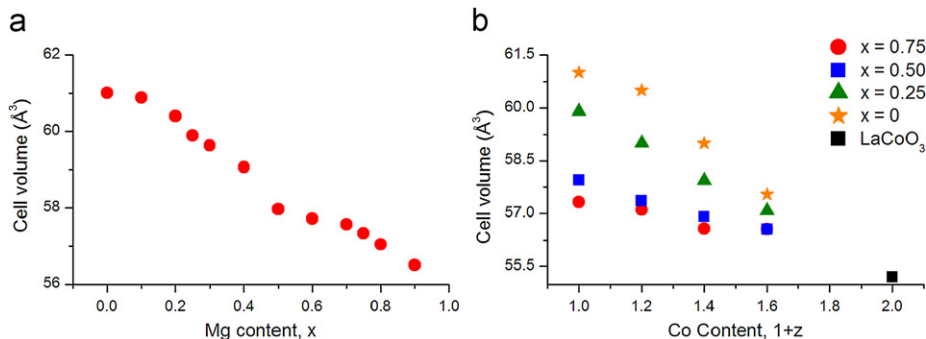 a
62
60
58
56
Cell volume (Å³)
0.0 0.2 0.4 0.6 0.8 1.0
Mg content, x
b
61.5
60.0
58.5
57.0
55.5
Cell volume (Å³)
1.0 1.2 1.4 1.6 1.8 2.0
Co Content, 1+z
x = 0.75
x = 0.50
x = 0.25
x = 0
LaCoO₃